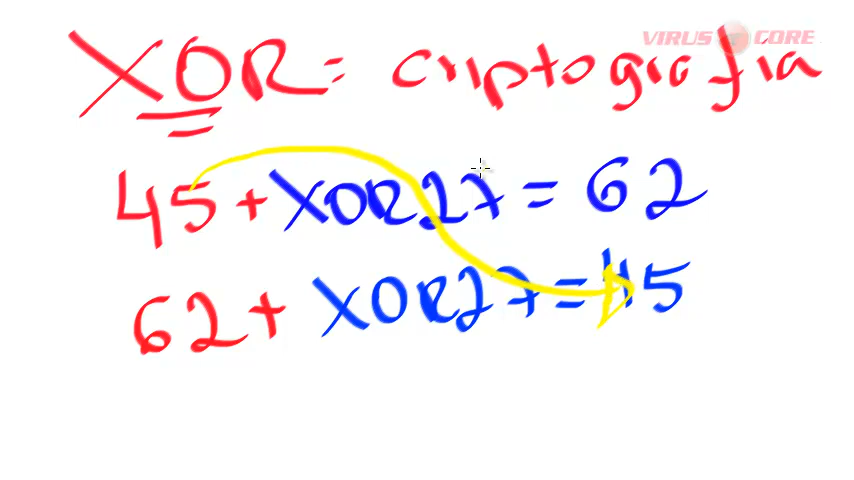 VIRUS CORE
XOR = criptografia
45 + XOR27 = 62
62 + XOR27 = 45